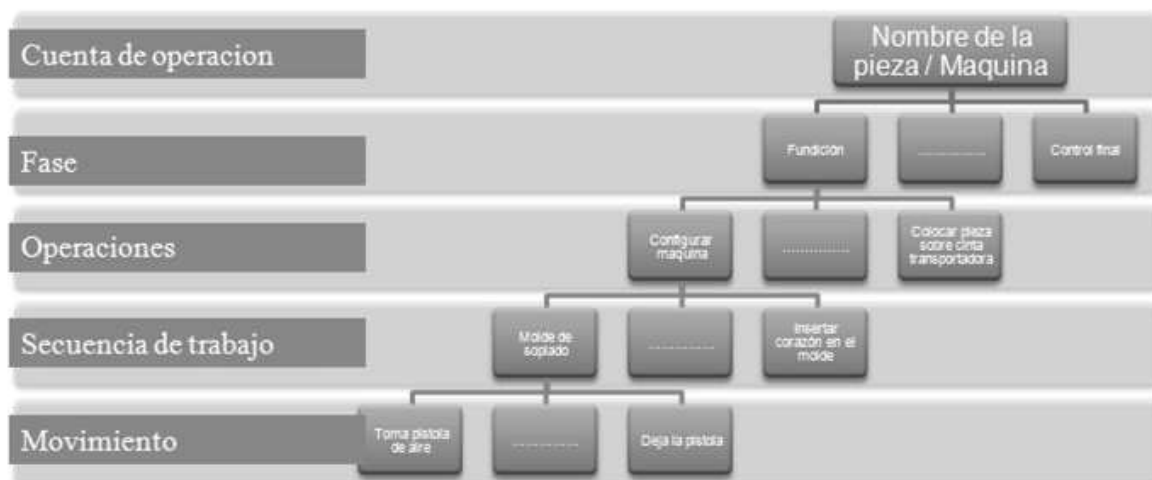 Cuenta de operacion
Nombre de la
pieza / Maquina
Fase
Fundición
....................
Control final
Operaciones
Configurar
maquina
....................
Colocar pieza
sobre cinta
transportadora
Secuencia de trabajo
Molde de
soplado
....................
Insertar
corazón en el
molde
Movimiento
Toma pistola
de aire
....................
Deja la pistola